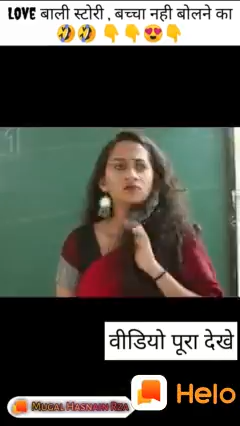 LOVE बाली स्टोरी , बच्चा नही बोलने का
🤣🤣 👇👇😍👇
वीडियो पूरा देखे
Helo
MUGAL HASNAIN RZA